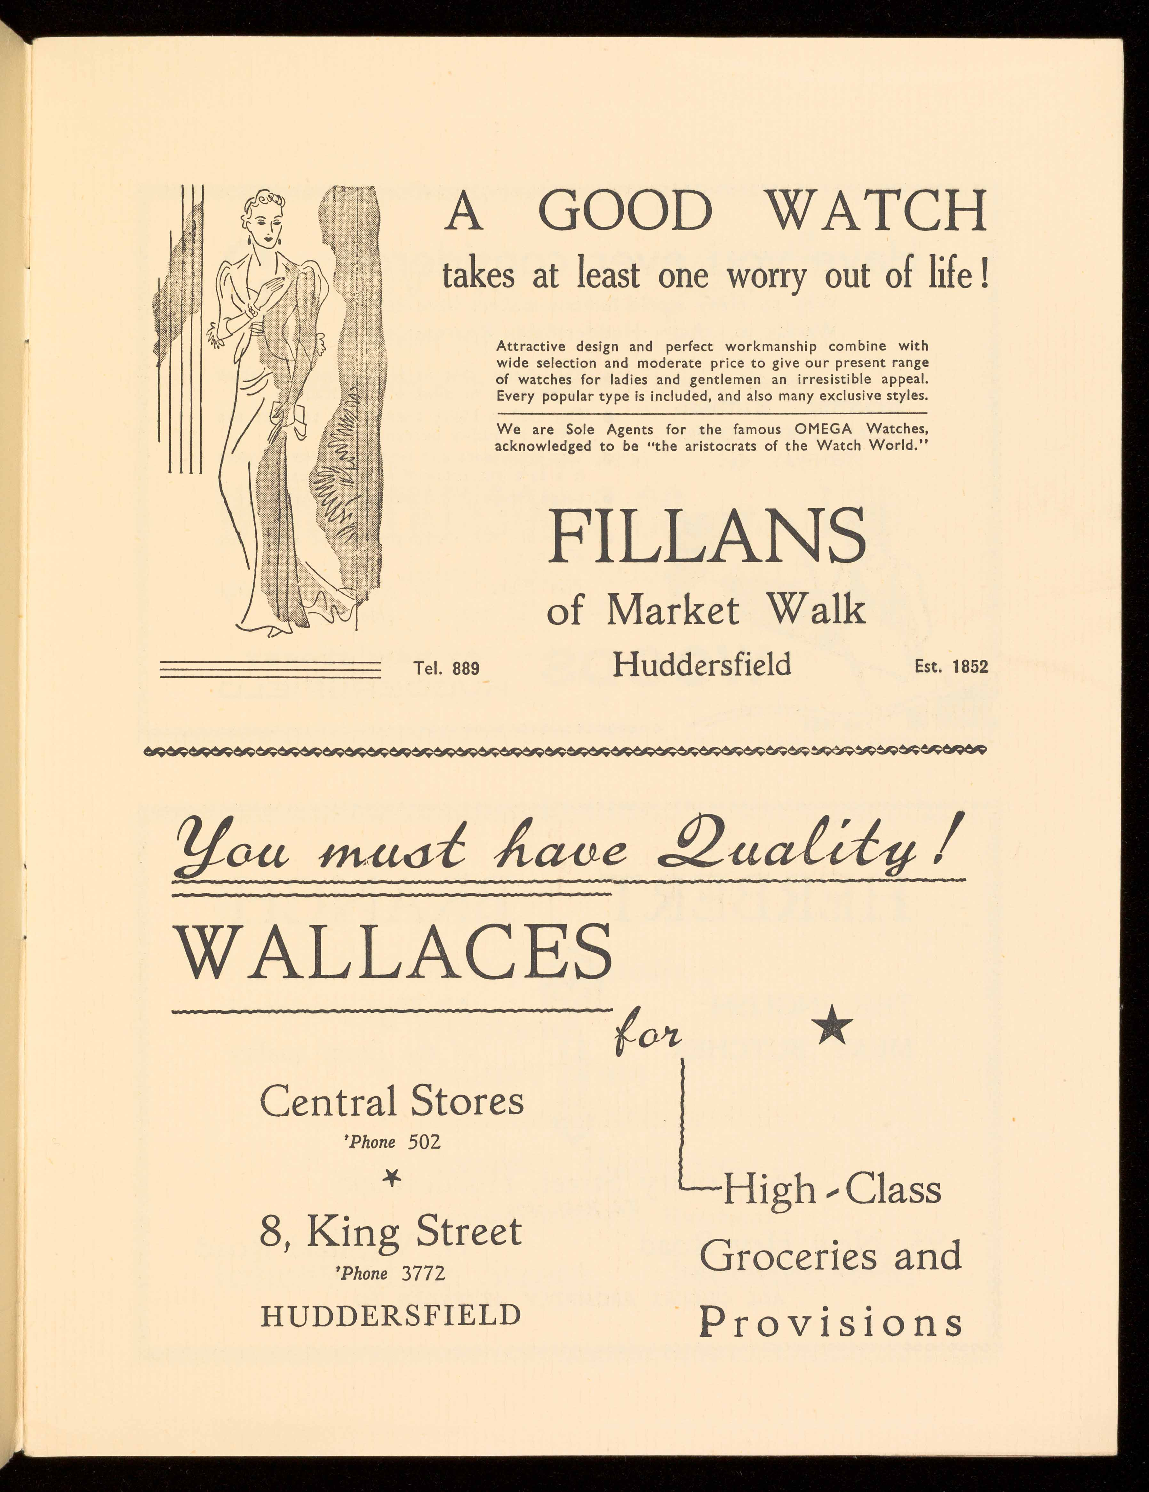 A GOOD WATCH
takes at least one worry out of life!
Attractive design and perfect workmanship combine with
wide selection and moderate price to give our present range
of watches for ladies and gentlemen an irresistible appeal.
Every popular type is included, and also many exclusive styles.
We are Sole Agents for the famous OMEGA Watches,
acknowledged to be "the aristocrats of the Watch World."
FILLANS
of Market Walk
Tel. 889 Huddersfield Est. 1852
You must have Quality!
WALLACES
for
Central Stores
'Phone 502
8, King Street
'Phone 3772
HUDDERSFIELD
High-Class
Groceries and
Provisions